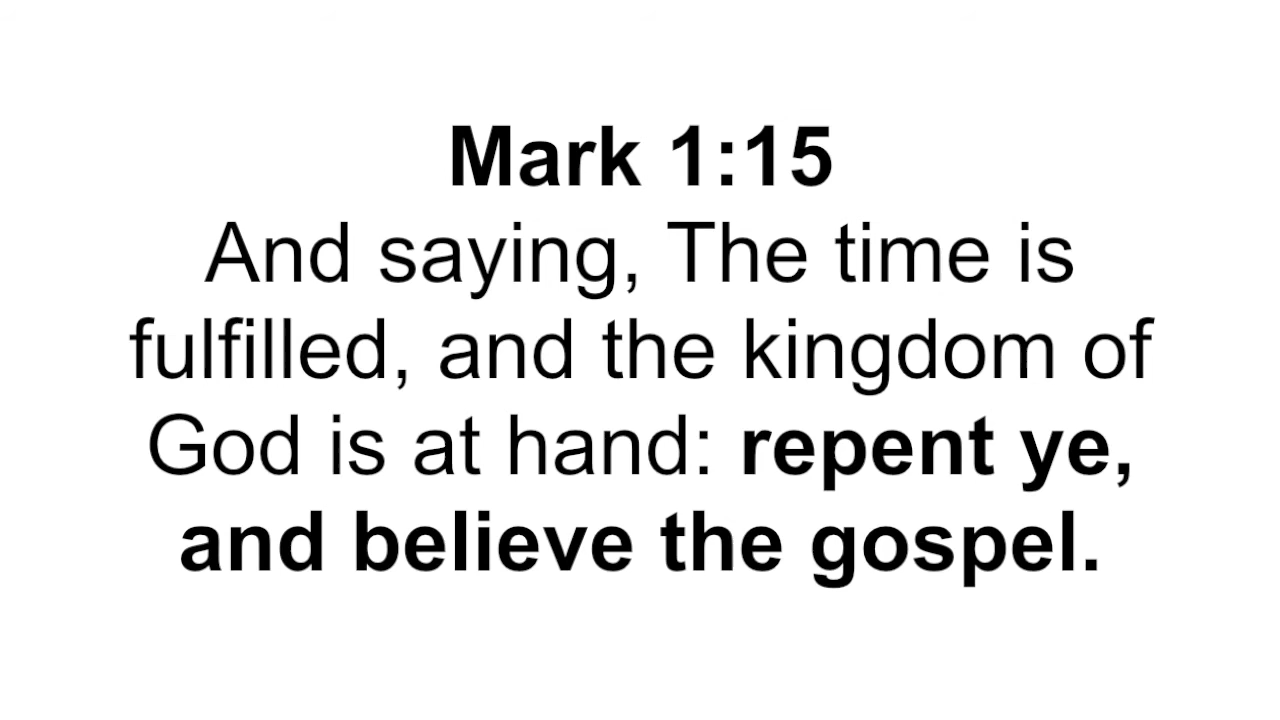 Mark 1:15
And saying, The time is
fulfilled, and the kingdom of
God is at hand: repent ye,
and believe the gospel.